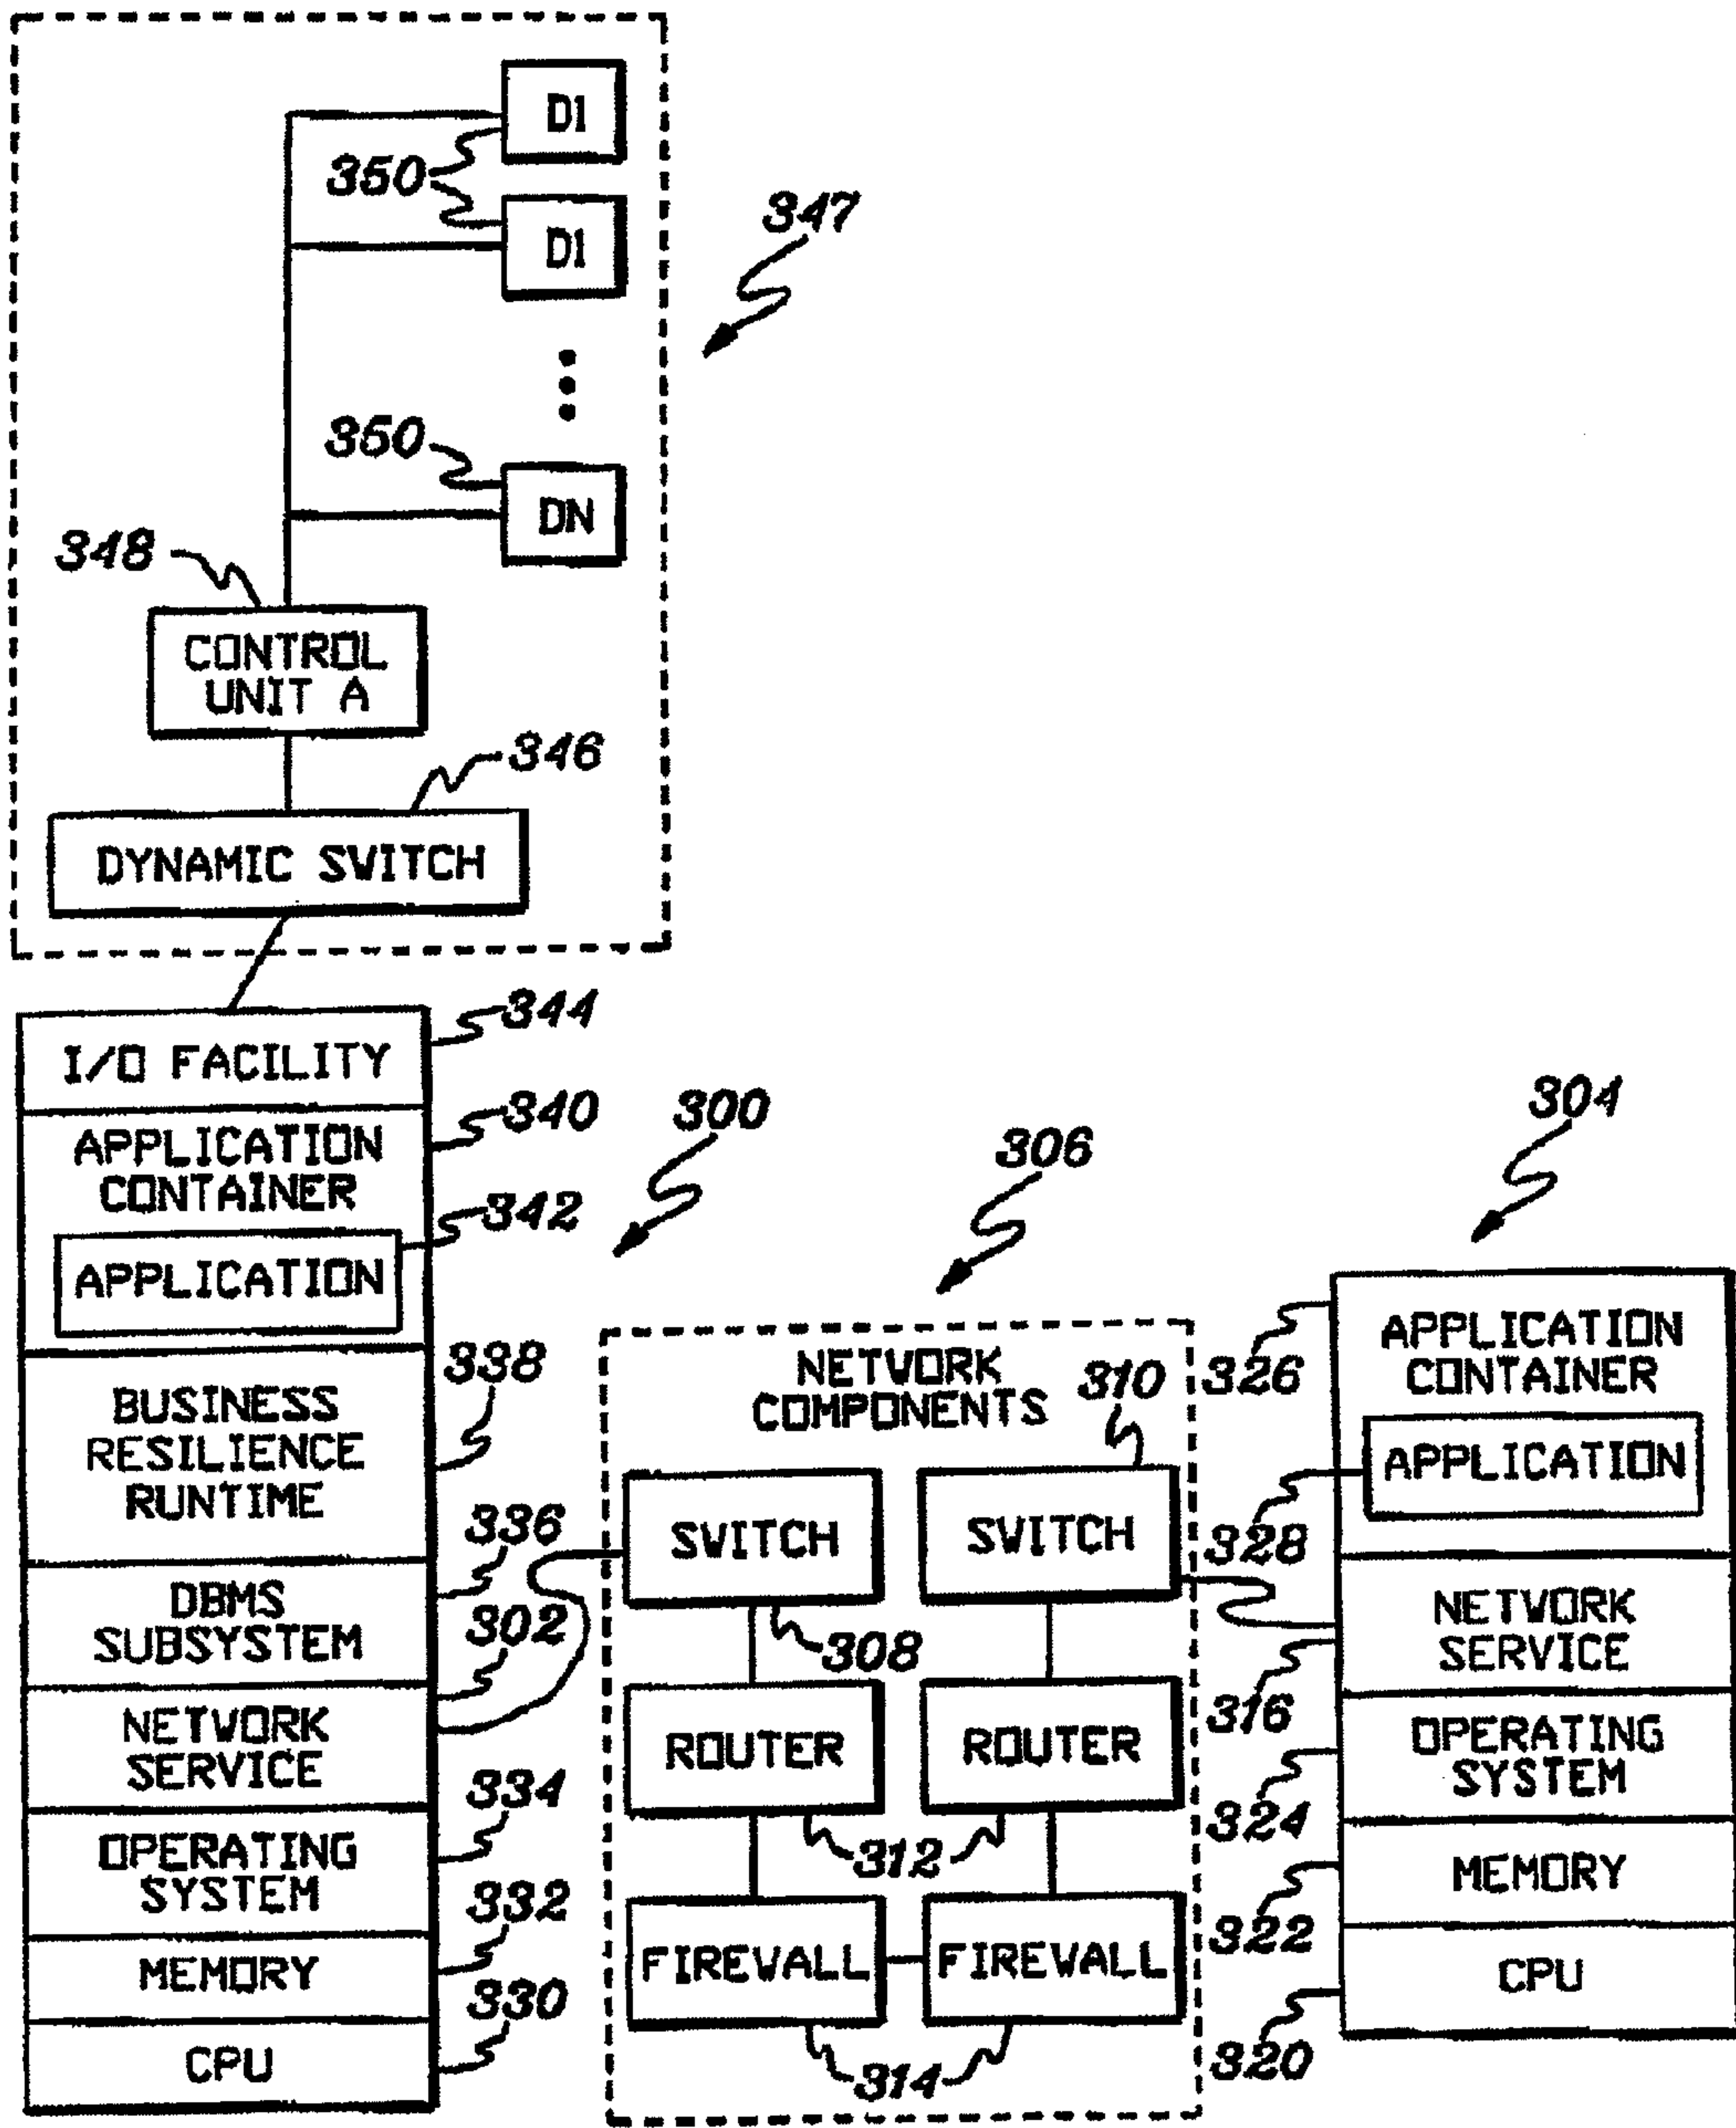 D1
350
D1
347
350
DN
348
CONTROL
UNIT A
346
DYNAMIC SWITCH
344
I/O FACILITY
340
APPLICATION
CONTAINER
342
APPLICATION
300
306
304
338
BUSINESS
RESILIENCE
RUNTIME
336
DBMS
SUBSYSTEM
302
NETWORK
SERVICE
334
OPERATING
SYSTEM
332
MEMORY
330
CPU
NETWORK
COMPONENTS
310
SWITCH
SWITCH
308
ROUTER
ROUTER
312
FIREWALL
FIREWALL
314
326
APPLICATION
CONTAINER
APPLICATION
328
NETWORK
SERVICE
316
OPERATING
SYSTEM
324
MEMORY
322
CPU
320